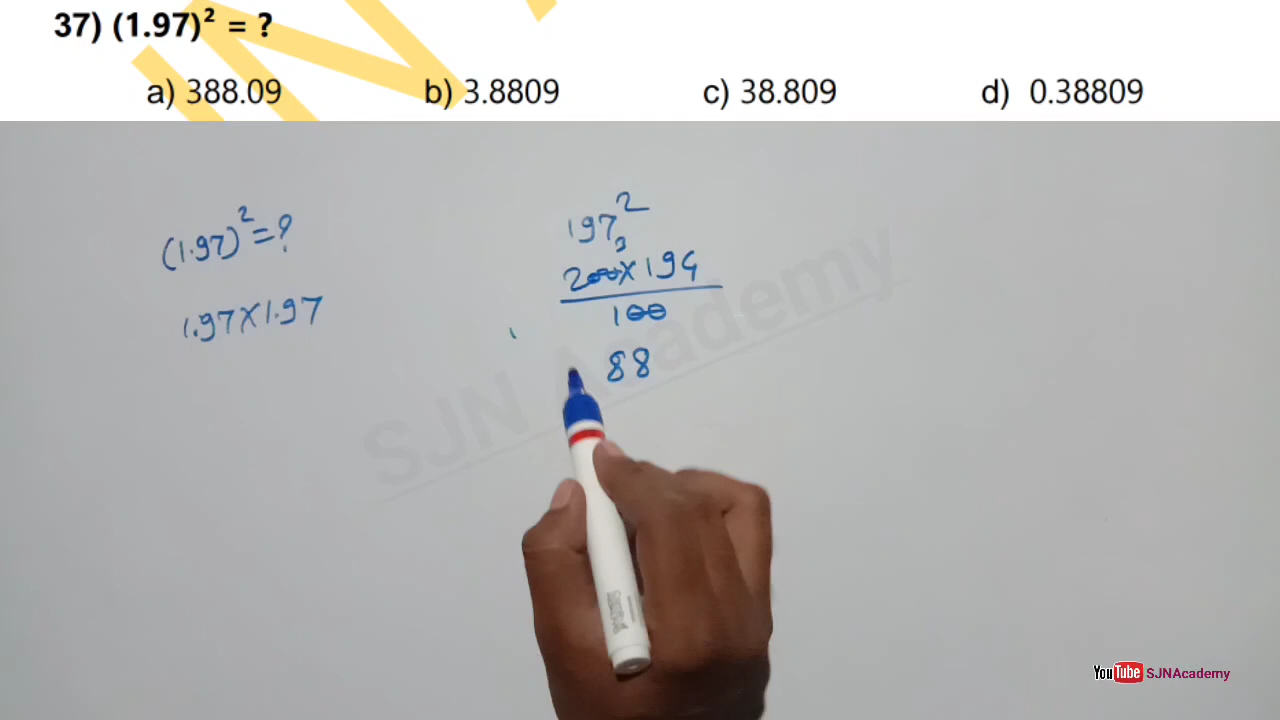 37) (1.97)² = ?
a) 388.09 b) 3.8809 c) 38.809 d) 0.38809
(1.97)² = ?
1.97×1.97
197²
3
200×194
100
88
SJN Academy
YouTube SJNAcademy